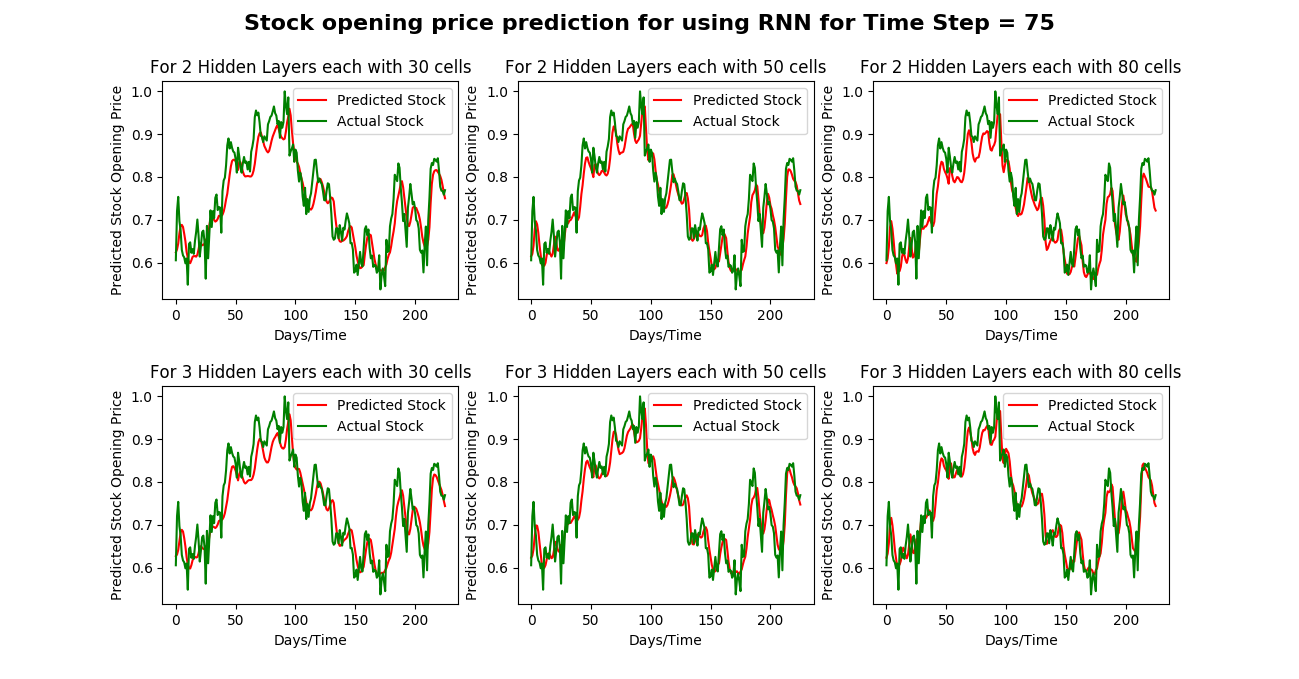 Stock opening price prediction for using RNN for Time Step = 75
For 2 Hidden Layers each with 30 cells
Predicted Stock Opening Price
1.0
0.9
0.8
0.7
0.6
Predicted Stock
Actual Stock
0 50 100 150 200
Days/Time
For 2 Hidden Layers each with 50 cells
Predicted Stock Opening Price
1.0
0.9
0.8
0.7
0.6
Predicted Stock
Actual Stock
0 50 100 150 200
Days/Time
For 2 Hidden Layers each with 80 cells
Predicted Stock Opening Price
1.0
0.9
0.8
0.7
0.6
Predicted Stock
Actual Stock
0 50 100 150 200
Days/Time
For 3 Hidden Layers each with 30 cells
Predicted Stock Opening Price
1.0
0.9
0.8
0.7
0.6
Predicted Stock
Actual Stock
0 50 100 150 200
Days/Time
For 3 Hidden Layers each with 50 cells
Predicted Stock Opening Price
1.0
0.9
0.8
0.7
0.6
Predicted Stock
Actual Stock
0 50 100 150 200
Days/Time
For 3 Hidden Layers each with 80 cells
Predicted Stock Opening Price
1.0
0.9
0.8
0.7
0.6
Predicted Stock
Actual Stock
0 50 100 150 200
Days/Time